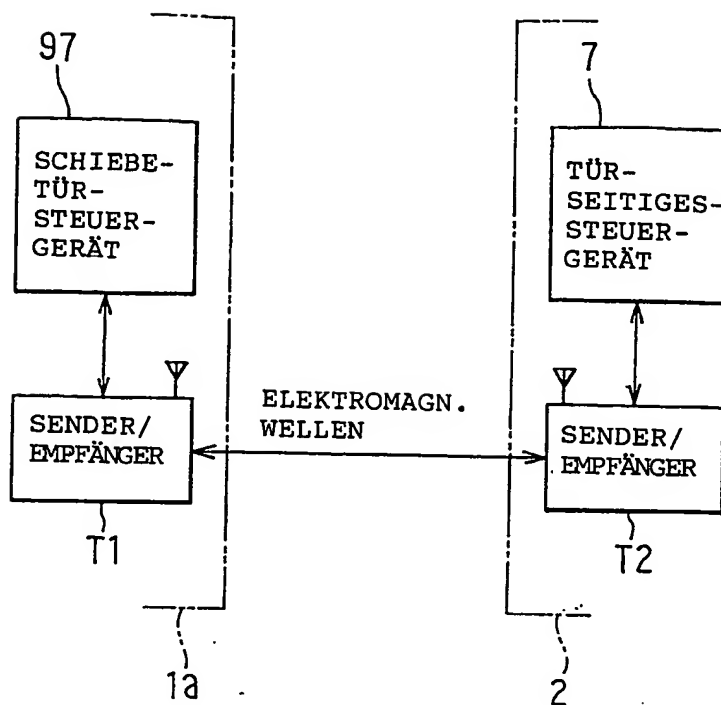 97
SCHIEBE-
TÜR-
STEUER-
GERÄT
7
TÜR-
SEITIGES-
STEUER-
GERÄT
SENDER/
EMPFÄNGER
ELEKTROMAGN.
WELLEN
SENDER/
EMPFÄNGER
T1
T2
1a
2